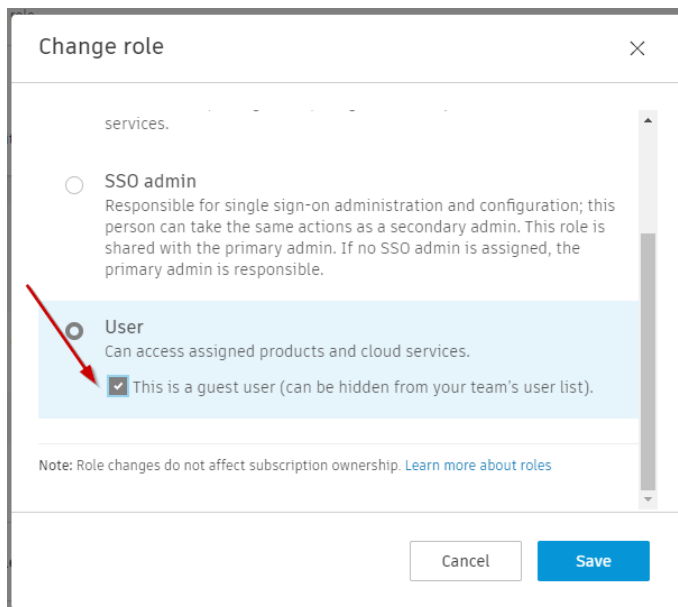 role
Change role
services.
SSO admin
Responsible for single sign-on administration and configuration; this
person can take the same actions as a secondary admin. This role is
shared with the primary admin. If no SSO admin is assigned, the
primary admin is responsible.
User
Can access assigned products and cloud services.
This is a guest user (can be hidden from your team's user list).
Note: Role changes do not affect subscription ownership. Learn more about roles
Cancel
Save